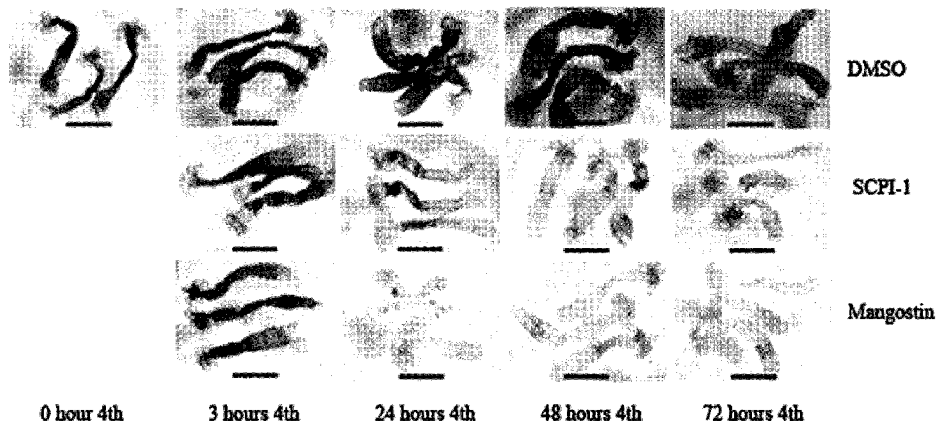 DMSO
SCPI-1
Mangostin
0 hour 4th
3 hours 4th
24 hours 4th
48 hours 4th
72 hours 4th